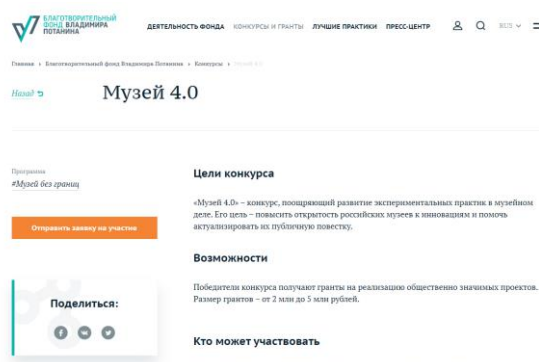 БЛАГОТВОРИТЕЛЬНЫЙ
ФОНД ВЛАДИМИРА
ПОТАНИНА
ДЕЯТЕЛЬНОСТЬ ФОНДА КОНКУРСЫ И ГРАНТЫ ЛУЧШИЕ ПРАКТИКИ ПРЕСС-ЦЕНТР RUS
Главная › Благотворительный фонд Владимира Потанина › Конкурсы › Музей 4.0
Назад
Музей 4.0
Программа
#Музей без границ
Отправить заявку на участие
Поделиться:
Цели конкурса
«Музей 4.0» – конкурс, поощряющий развитие экспериментальных практик в музейном
деле. Его цель – повысить открытость российских музеев к инновациям и помочь
актуализировать их публичную повестку.
Возможности
Победители конкурса получают гранты на реализацию общественно значимых проектов.
Размер грантов – от 2 млн до 5 млн рублей.
Кто может участвовать